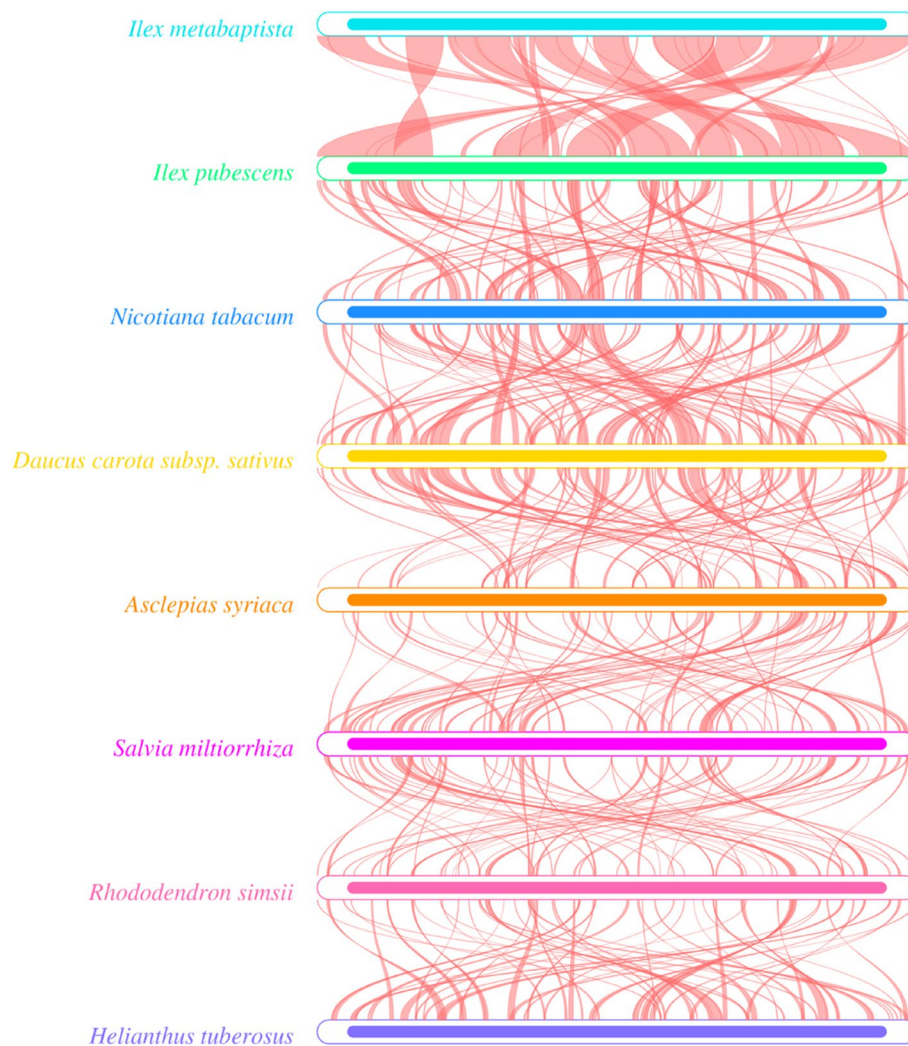 Ilex metabaptista
Ilex pubescens
Nicotiana tabacum
Daucus carota subsp. sativus
Asclepias syriaca
Salvia miltiorrhiza
Rhododendron simsii
Helianthus tuberosus